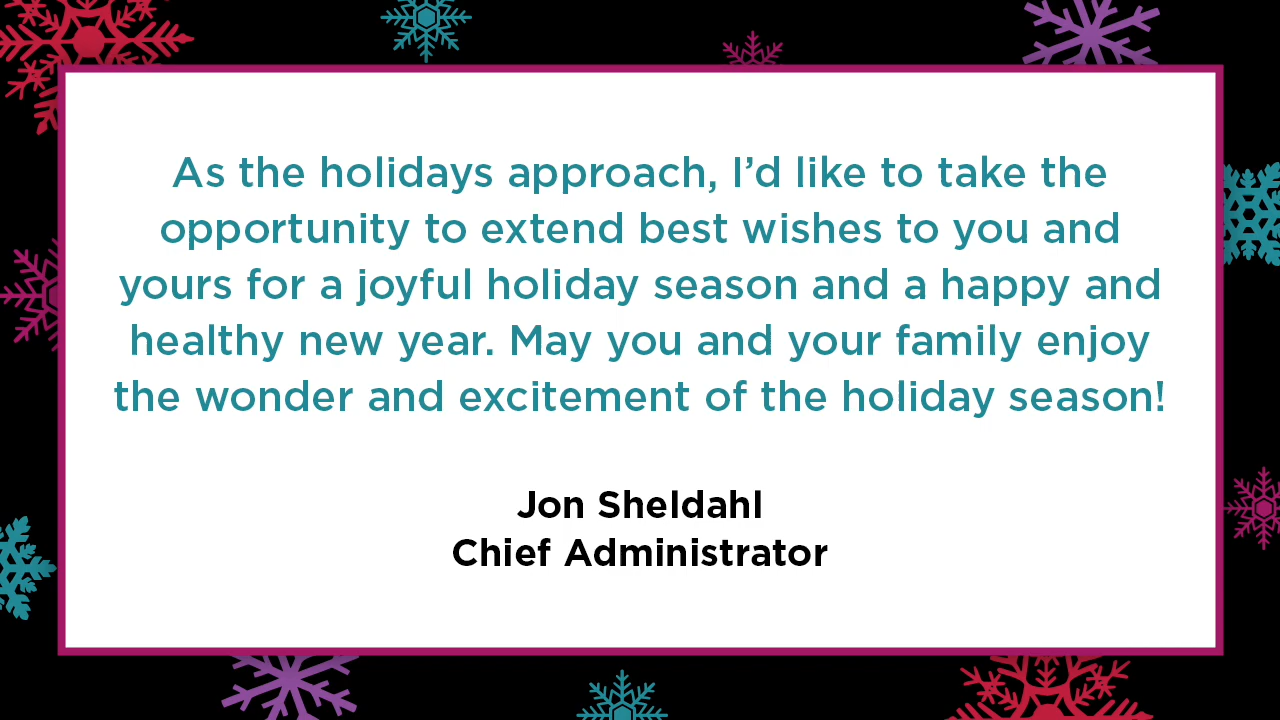 As the holidays approach, I’d like to take the
opportunity to extend best wishes to you and
yours for a joyful holiday season and a happy and
healthy new year. May you and your family enjoy
the wonder and excitement of the holiday season!
Jon Sheldahl
Chief Administrator